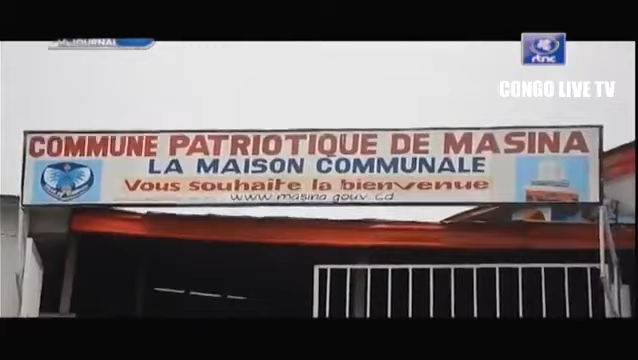 JOURNAL
rtnc
CONGO LIVE TV
COMMUNE PATRIOTIQUE DE MASINA
LA MAISON COMMUNALE
Vous souhaite la bienvenue
www.masina.gouv.cd